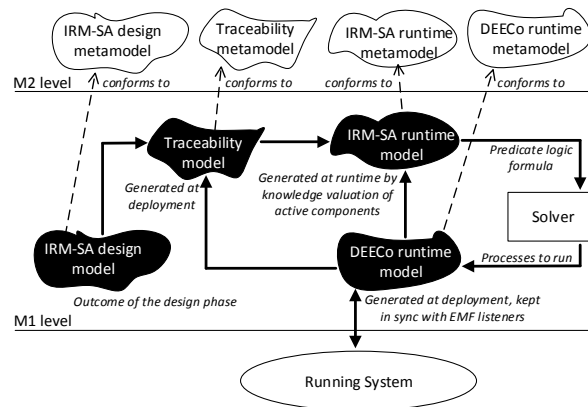 IRM-SA design
metamodel
Traceability
metamodel
IRM-SA runtime
metamodel
DEECo runtime
metamodel
M2 level
conforms to
conforms to
conforms to
conforms to
Traceability
model
IRM-SA runtime
model
Predicate logic
formula
Generated at
deployment
Generated at runtime by
knowledge valuation of
active components
Solver
IRM-SA design
model
DEECo runtime
model
Processes to run
Outcome of the design phase
Generated at deployment, kept
in sync with EMF listeners
M1 level
Running System